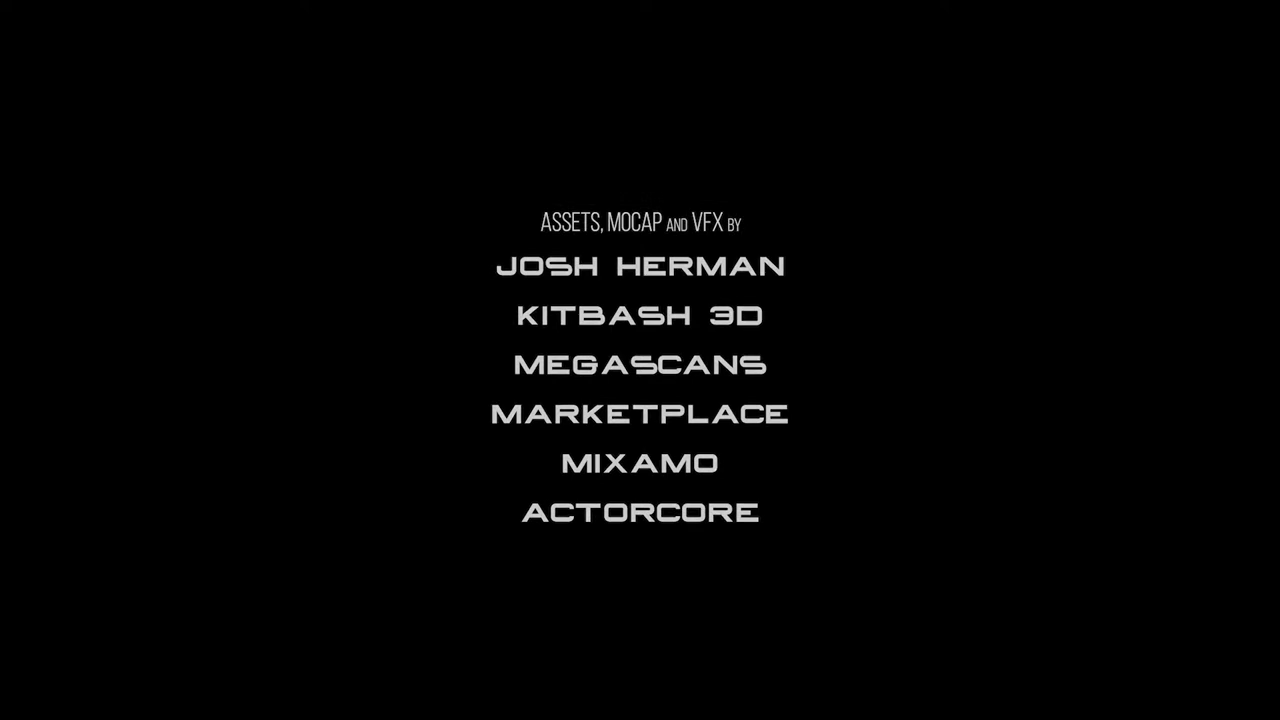 ASSETS, MOCAP AND VFX BY
JOSH HERMAN
KITBASH 3D
MEGASCANS
MARKETPLACE
MIXAMO
ACTORCORE